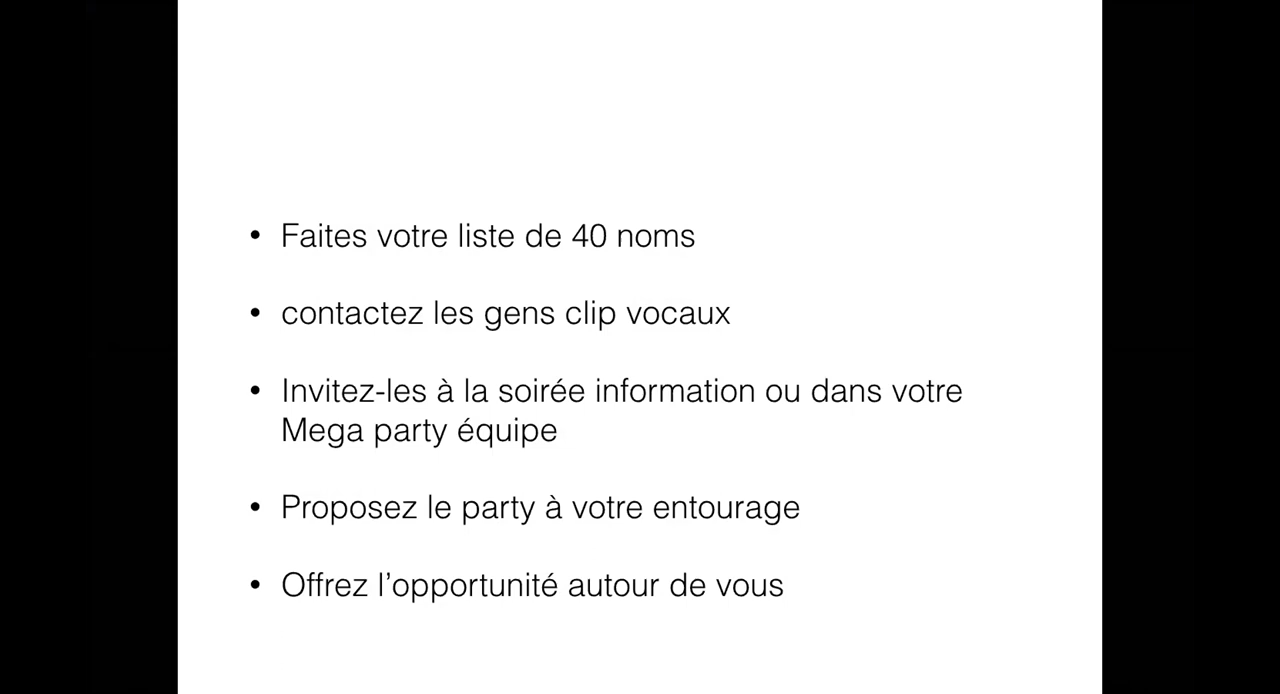 • Faites votre liste de 40 noms
• contactez les gens clip vocaux
• Invitez-les à la soirée information ou dans votre
Mega party équipe
• Proposez le party à votre entourage
• Offrez l’opportunité autour de vous